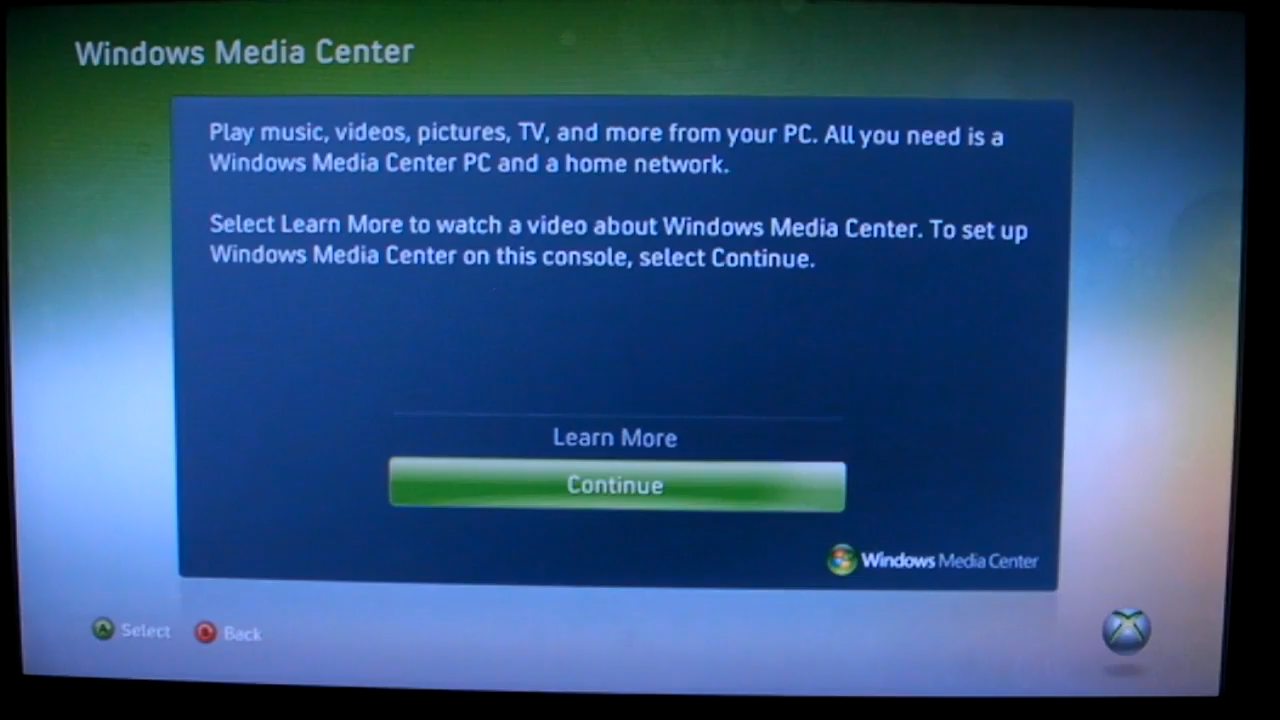 Windows Media Center
Play music, videos, pictures, TV, and more from your PC. All you need is a
Windows Media Center PC and a home network.
Select Learn More to watch a video about Windows Media Center. To set up
Windows Media Center on this console, select Continue.
Learn More
Continue
Windows Media Center
A Select B Back